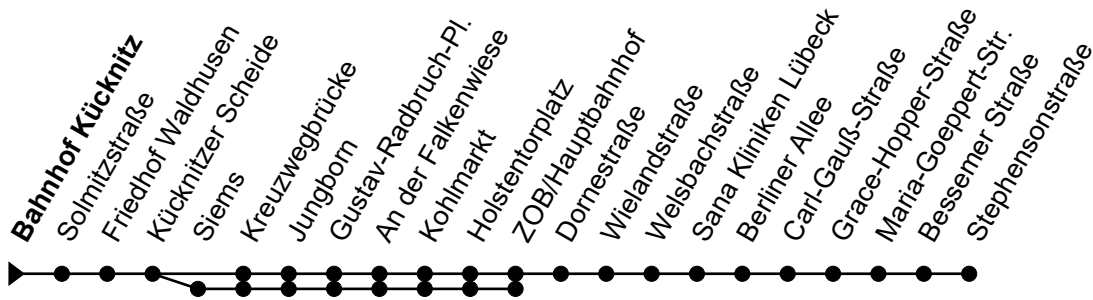 Bahnhof Kücknitz
Solmitzstraße
Friedhof Waldhusen
Kücknitzer Scheide
Siems
Kreuzwegbrücke
Jungborn
Gustav-Radbruch-Pl.
An der Falkenwiese
Kohlmarkt
Holstentorplatz
ZOB/Hauptbahnhof
Dornestraße
Wielandstraße
Welsbachstraße
Sana Kliniken Lübeck
Berliner Allee
Carl-Gauß-Straße
Grace-Hopper-Straße
Maria-Goeppert-Str.
Bessemer Straße
Stephensonstraße